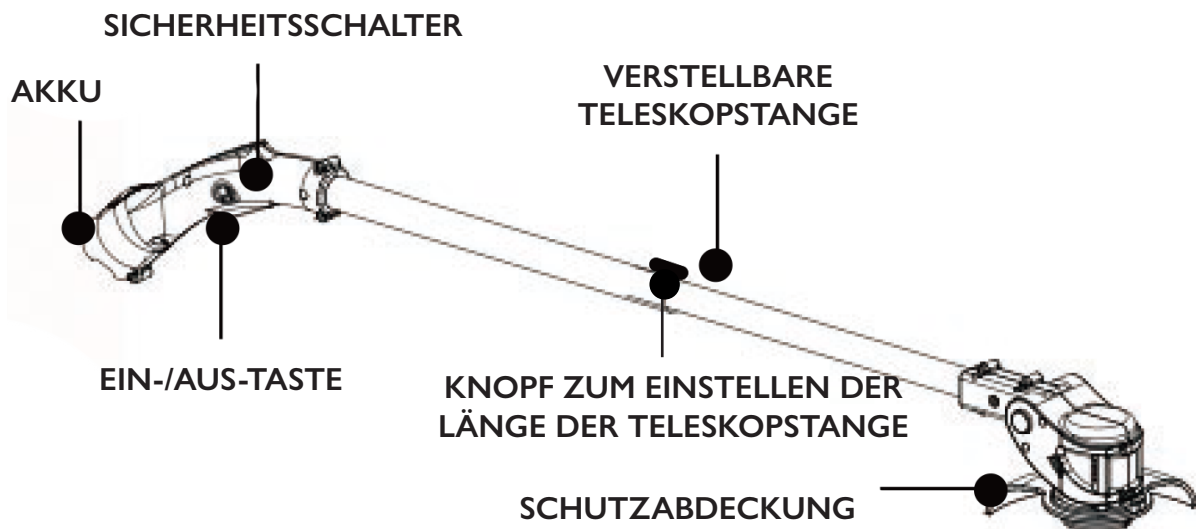 SICHERHEITSSCHALTER
AKKU
VERSTELLBARE
TELESKOPSTANGE
EIN-/AUS-TASTE
KNOPF ZUM EINSTELLEN DER
LÄNGE DER TELESKOPSTANGE
SCHUTZABDECKUNG